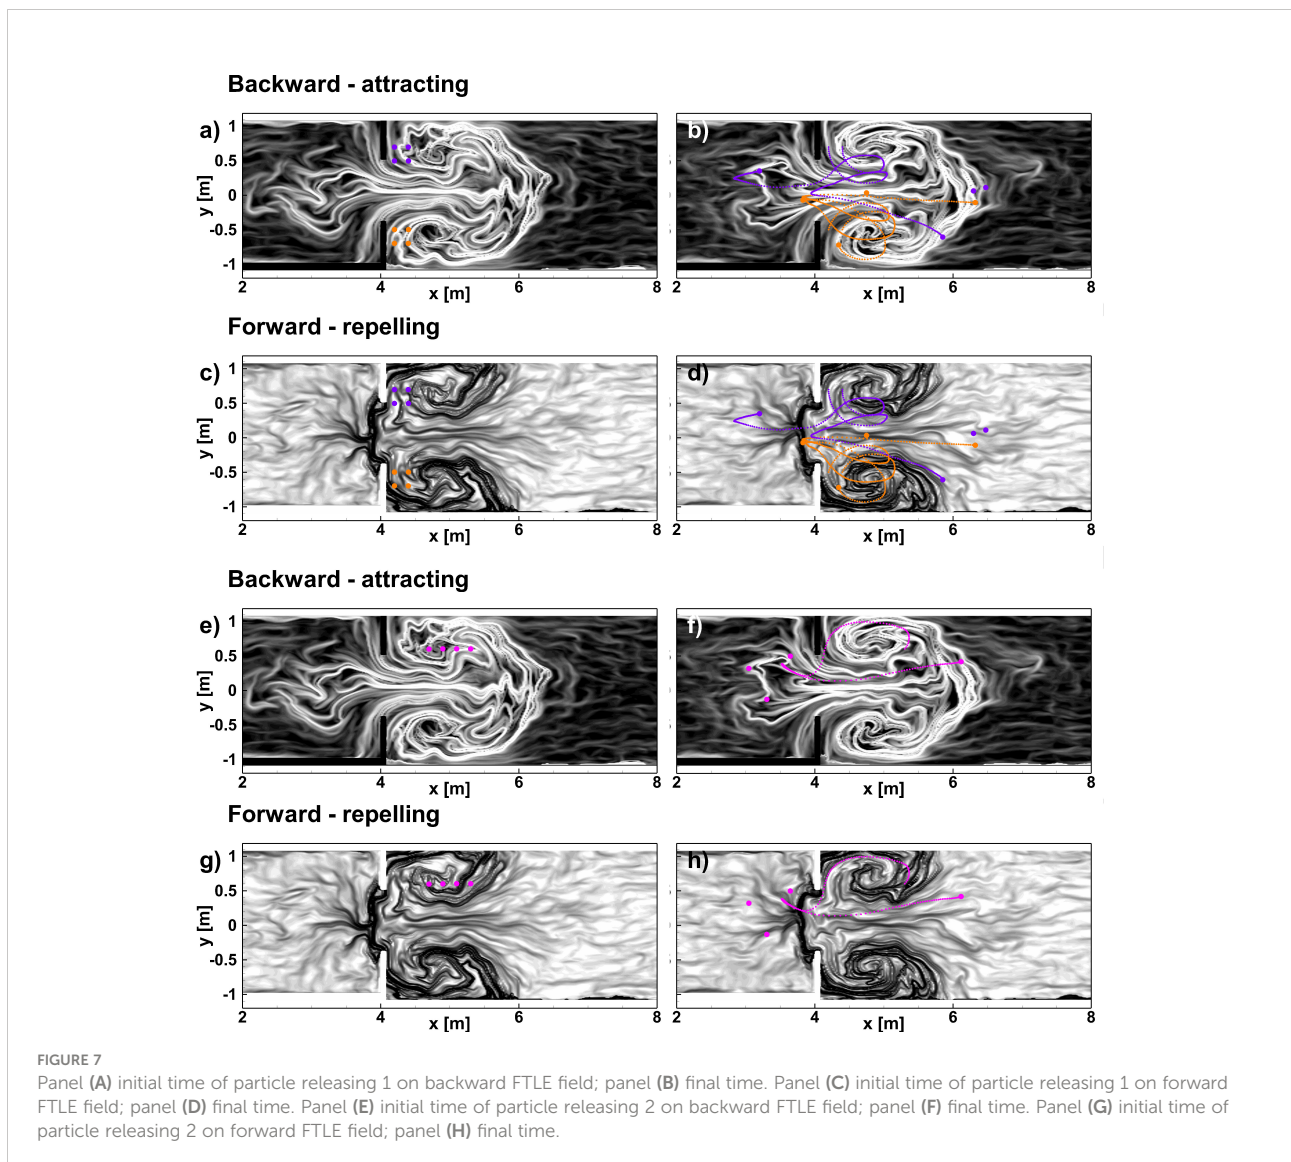 Backward - attracting
a)
b)
1
0.5
0
-0.5
-1
y [m]
2
4
6
8
2
4
6
8
x [m]
x [m]
Forward - repelling
c)
d)
1
0.5
0
-0.5
-1
y [m]
2
4
6
8
2
4
6
8
x [m]
x [m]
Backward - attracting
e)
f)
1
0.5
0
-0.5
-1
y [m]
2
4
6
8
2
4
6
8
x [m]
x [m]
Forward - repelling
g)
h)
1
0.5
0
-0.5
-1
y [m]
2
4
6
8
2
4
6
8
x [m]
x [m]
FIGURE 7
Panel (A) initial time of particle releasing 1 on backward FTLE field; panel (B) final time. Panel (C) initial time of particle releasing 1 on forward
FTLE field; panel (D) final time. Panel (E) initial time of particle releasing 2 on backward FTLE field; panel (F) final time. Panel (G) initial time of
particle releasing 2 on forward FTLE field; panel (H) final time.